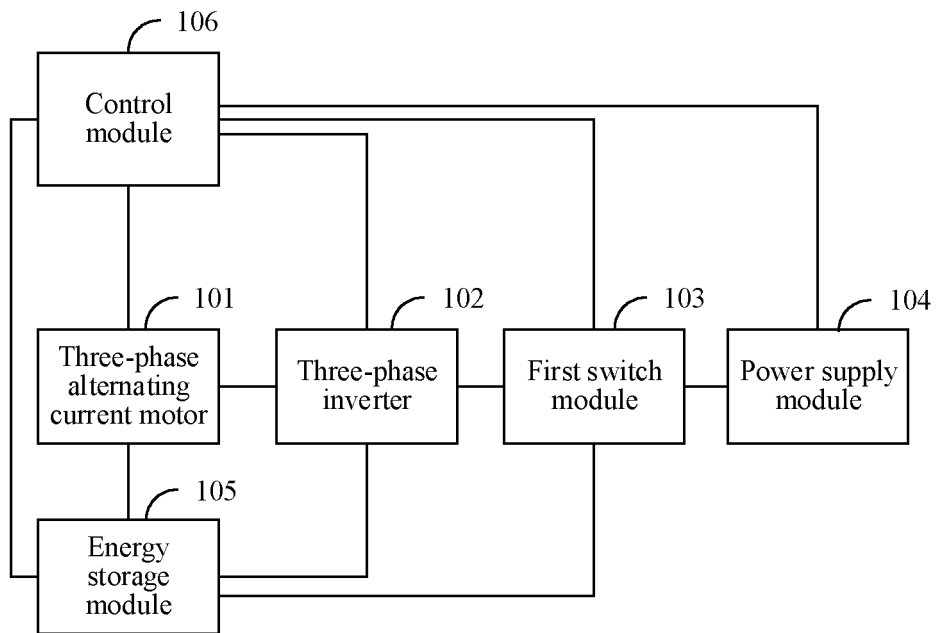 106
Control
module
101
102
103
104
Three-phase
alternating
current motor
Three-phase
inverter
First switch
module
Power supply
module
105
Energy
storage
module